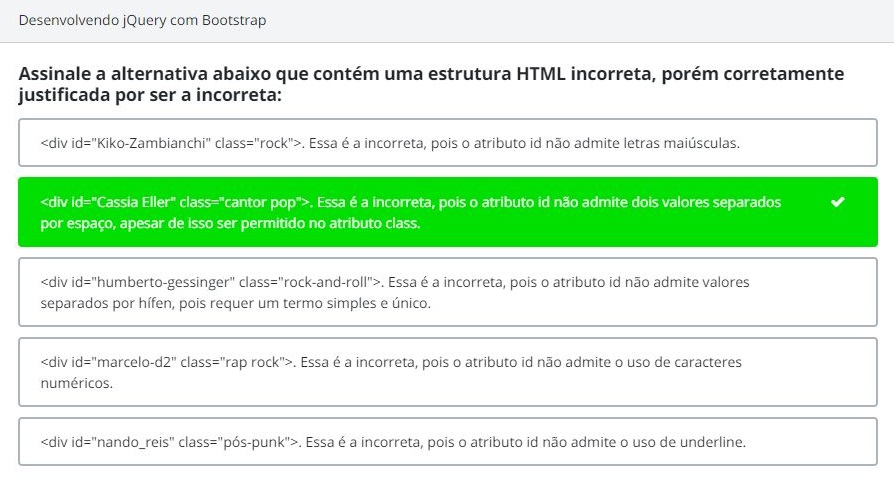 Desenvolvendo jQuery com Bootstrap
Assinale a alternativa abaixo que contém uma estrutura HTML incorreta, porém corretamente
justificada por ser a incorreta:
<div id="Kiko-Zambianchi" class="rock">. Essa é a incorreta, pois o atributo id não admite letras maiúsculas.
<div id="Cassia Eller" class="cantor pop">. Essa é a incorreta, pois o atributo id não admite dois valores separados
por espaço, apesar de isso ser permitido no atributo class.
<div id="humberto-gessinger" class="rock-and-roll">. Essa é a incorreta, pois o atributo id não admite valores
separados por hífen, pois requer um termo simples e único.
<div id="marcelo-d2" class="rap rock">. Essa é a incorreta, pois o atributo id não admite o uso de caracteres
numéricos.
<div id="nando_reis" class="pós-punk">. Essa é a incorreta, pois o atributo id não admite o uso de underline.